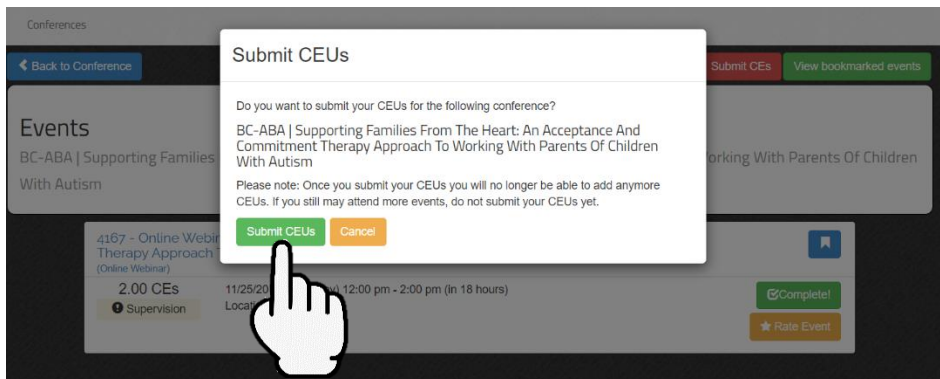 Conferences
Back to Conference
Submit CEs
View bookmarked events
Submit CEUs
Do you want to submit your CEUs for the following conference?
BC-ABA | Supporting Families From The Heart: An Acceptance And
Commitment Therapy Approach To Working With Parents Of Children
With Autism
Please note: Once you submit your CEUs you will no longer be able to add anymore
CEUs. If you still may attend more events, do not submit your CEUs yet.
Submit CEUs
Cancel
Events
BC-ABA | Supporting Families
Working With Parents Of Children
With Autism
4167 - Online
Therapy Approach
(Online Webinar)
2.00 CEs
Supervision
12:00 pm - 2:00 pm (in 18 hours)
Complete!
Rate Event